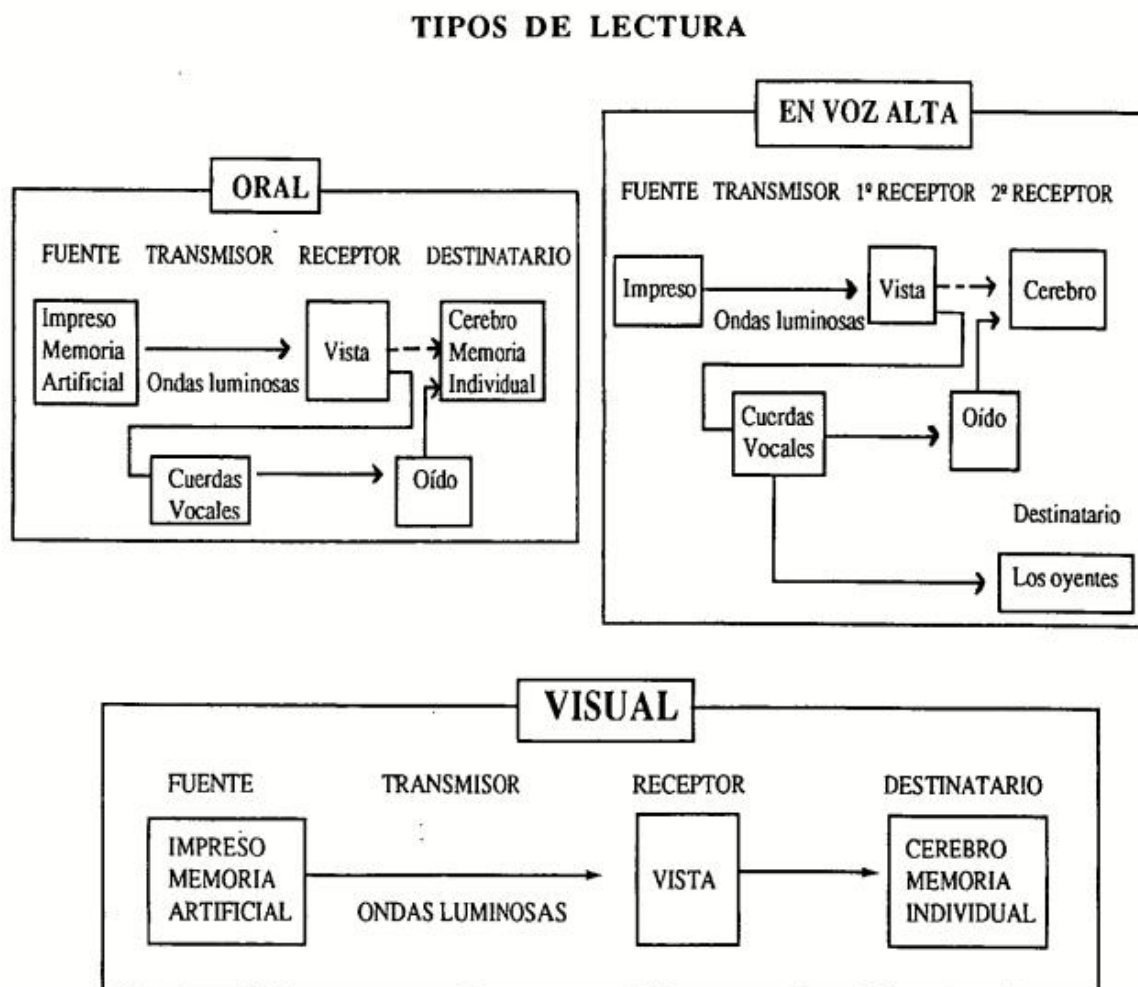 TIPOS DE LECTURA
ORAL
FUENTE TRANSMISOR RECEPTOR DESTINATARIO
Impreso
Memoria
Artificial
Ondas luminosas
Vista
Cerebro
Memoria
Individual
Cuerdas
Vocales
Oído
EN VOZ ALTA
FUENTE TRANSMISOR 1º RECEPTOR 2º RECEPTOR
Impreso
Ondas luminosas
Vista
Cerebro
Cuerdas
Vocales
Oído
Destinatario
Los oyentes
VISUAL
FUENTE TRANSMISOR RECEPTOR DESTINATARIO
IMPRESO
MEMORIA
ARTIFICIAL
ONDAS LUMINOSAS
VISTA
CEREBRO
MEMORIA
INDIVIDUAL